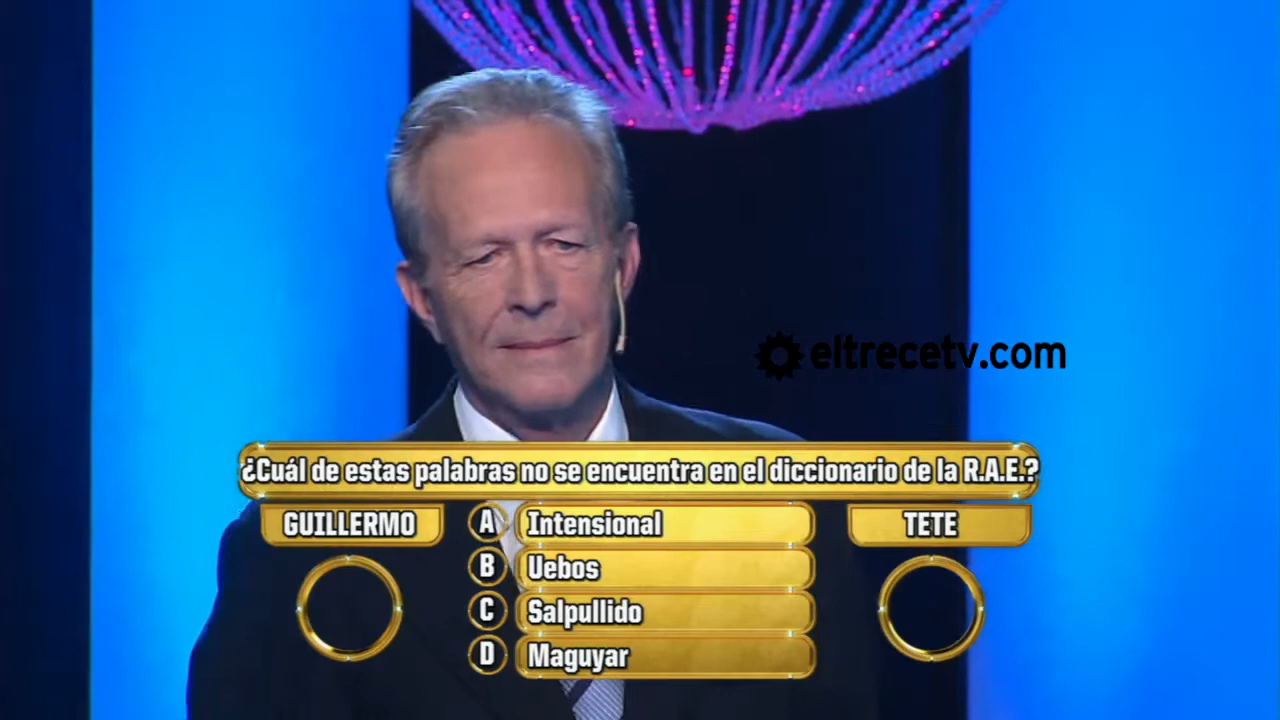 eltrecetv.com
¿Cuál de estas palabras no se encuentra en el diccionario de la R.A.E.?
GUILLERMO
A Intensional
TETE
B Uebos
C Salpullido
D Maguyar